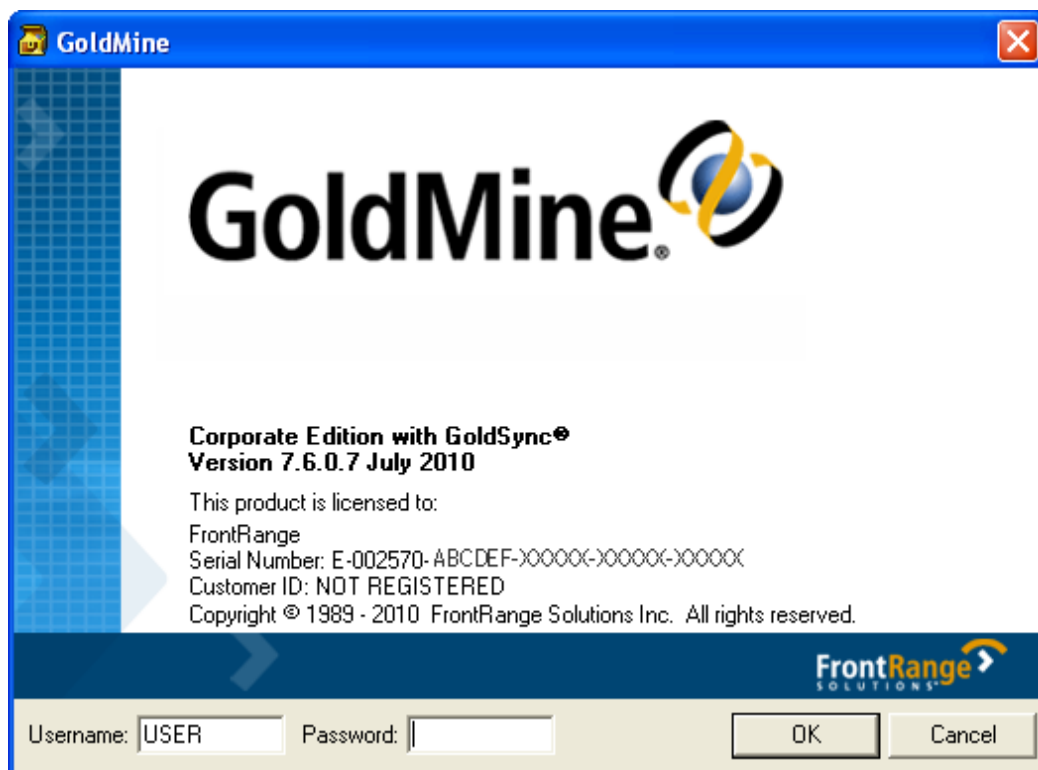 GoldMine
GoldMine®
Corporate Edition with GoldSync®
Version 7.6.0.7 July 2010
This product is licensed to:
FrontRange
Serial Number: E-002570-ABCDEF-XXXXX-XXXXX-XXXXX
Customer ID: NOT REGISTERED
Copyright © 1989 - 2010 FrontRange Solutions Inc. All rights reserved.
FrontRange
SOLUTIONS™
Username: USER Password: OK Cancel